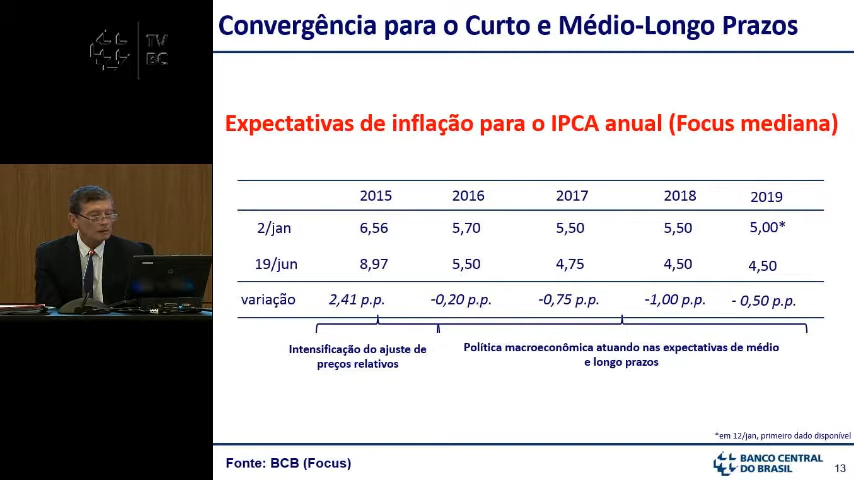 TV
BC
Convergência para o Curto e Médio-Longo Prazos
Expectativas de inflação para o IPCA anual (Focus mediana)
2015 2016 2017 2018 2019
2/jan 6,56 5,70 5,50 5,50 5,00*
19/jun 8,97 5,50 4,75 4,50 4,50
variação 2,41 p.p. -0,20 p.p. -0,75 p.p. -1,00 p.p. - 0,50 p.p.
Intensificação do ajuste de
preços relativos
Política macroeconômica atuando nas expectativas de médio
e longo prazos
*em 12/jan, primeiro dado disponível
Fonte: BCB (Focus)
BANCO CENTRAL
DO BRASIL
13